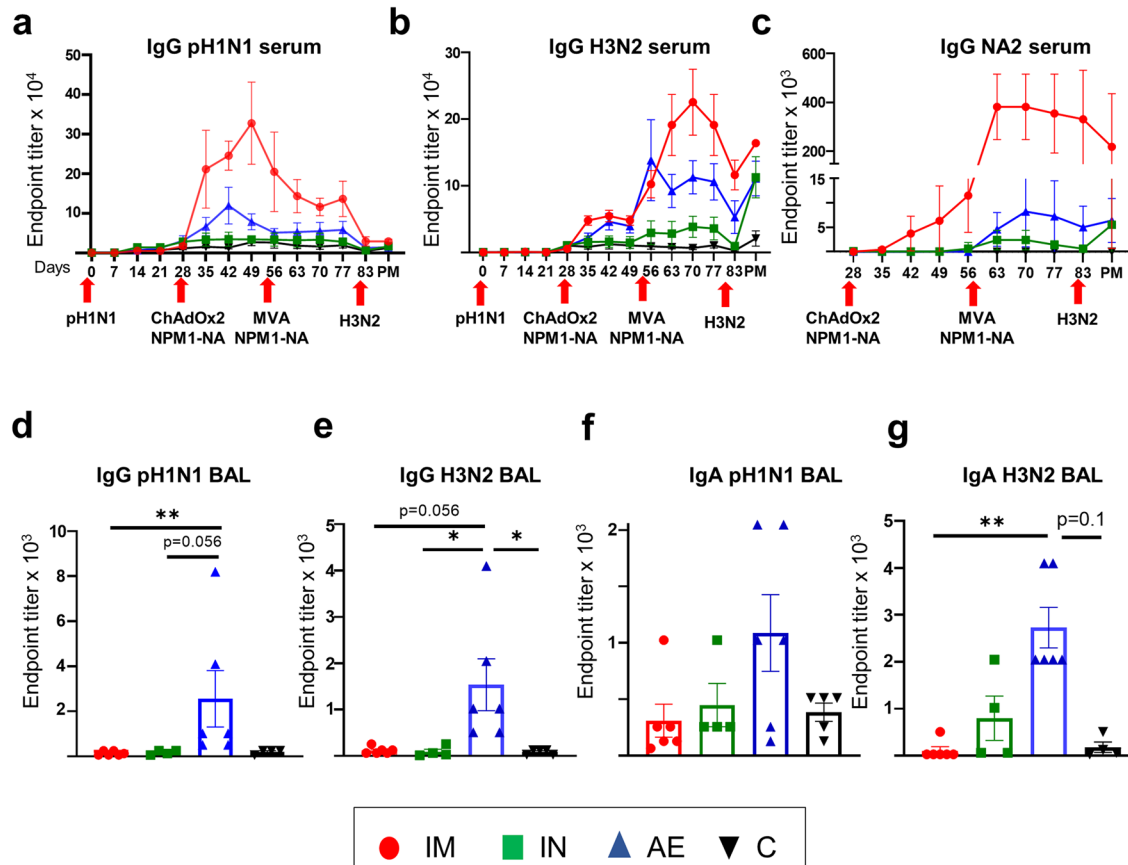 a
IgG pH1N1 serum
Endpoint titer x 10⁴
50
40
30
20
10
0
Days
0 7 14 21 28 35 42 49 56 63 70 77 83 PM
pH1N1
ChAdOx2
NPM1-NA
MVA
NPM1-NA
H3N2
b
IgG H3N2 serum
Endpoint titer x 10⁴
30
20
10
0
0 7 14 21 28 35 42 49 56 63 70 77 83 PM
pH1N1
ChAdOx2
NPM1-NA
MVA
NPM1-NA
H3N2
c
IgG NA2 serum
Endpoint titer x 10³
600
400
200
15
10
5
0
28 35 42 49 56 63 70 77 83 PM
ChAdOx2
NPM1-NA
MVA
NPM1-NA
H3N2
d
IgG pH1N1 BAL
Endpoint titer x 10³
10
8
6
4
2
**
p=0.056
e
IgG H3N2 BAL
Endpoint titer x 10³
5
4
3
2
1
0
p=0.056
*
*
f
IgA pH1N1 BAL
Endpoint titer x 10³
2
1
0
g
IgA H3N2 BAL
Endpoint titer x 10³
5
4
3
2
1
0
**
p=0.1
IM IN AE C